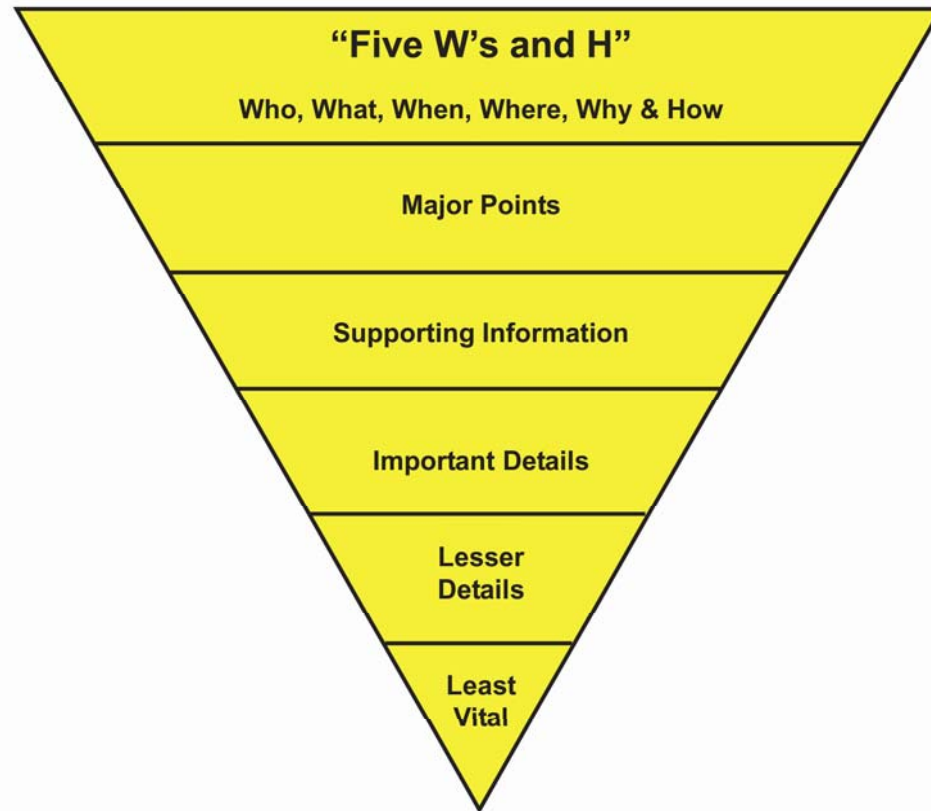 “Five W’s and H”
Who, What, When, Where, Why & How
Major Points
Supporting Information
Important Details
Lesser
Details
Least
Vital